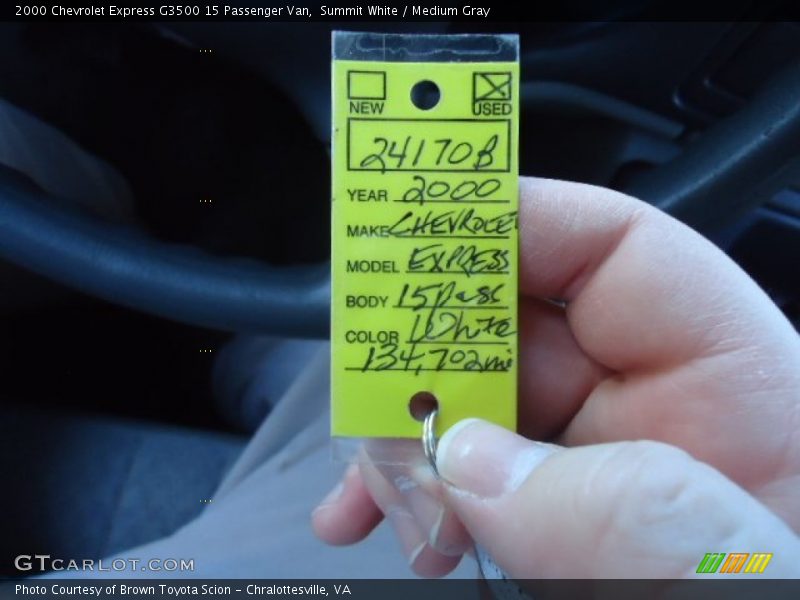 2000 Chevrolet Express G3500 15 Passenger Van, Summit White / Medium Gray
NEW USED
24170B
YEAR 2000
MAKE CHEVROLET
MODEL EXPRESS
BODY 15 Pass
COLOR White
134,702 mi
GTCARLOT.COM
Photo Courtesy of Brown Toyota Scion - Chralottesville, VA